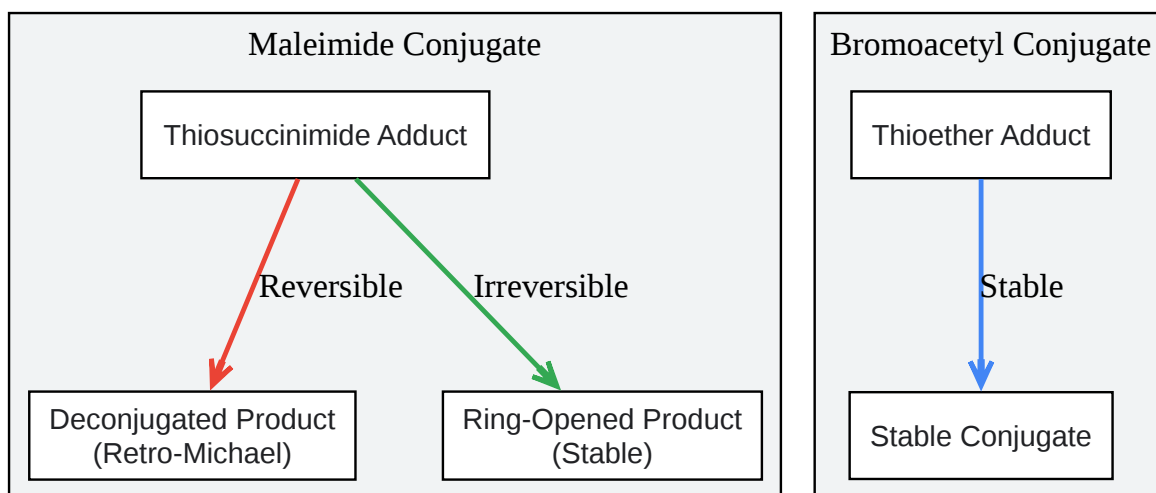 Maleimide Conjugate
Thiosuccinimide Adduct
Reversible
Irreversible
Deconjugated Product
(Retro-Michael)
Ring-Opened Product
(Stable)
Bromoacetyl Conjugate
Thioether Adduct
Stable
Stable Conjugate